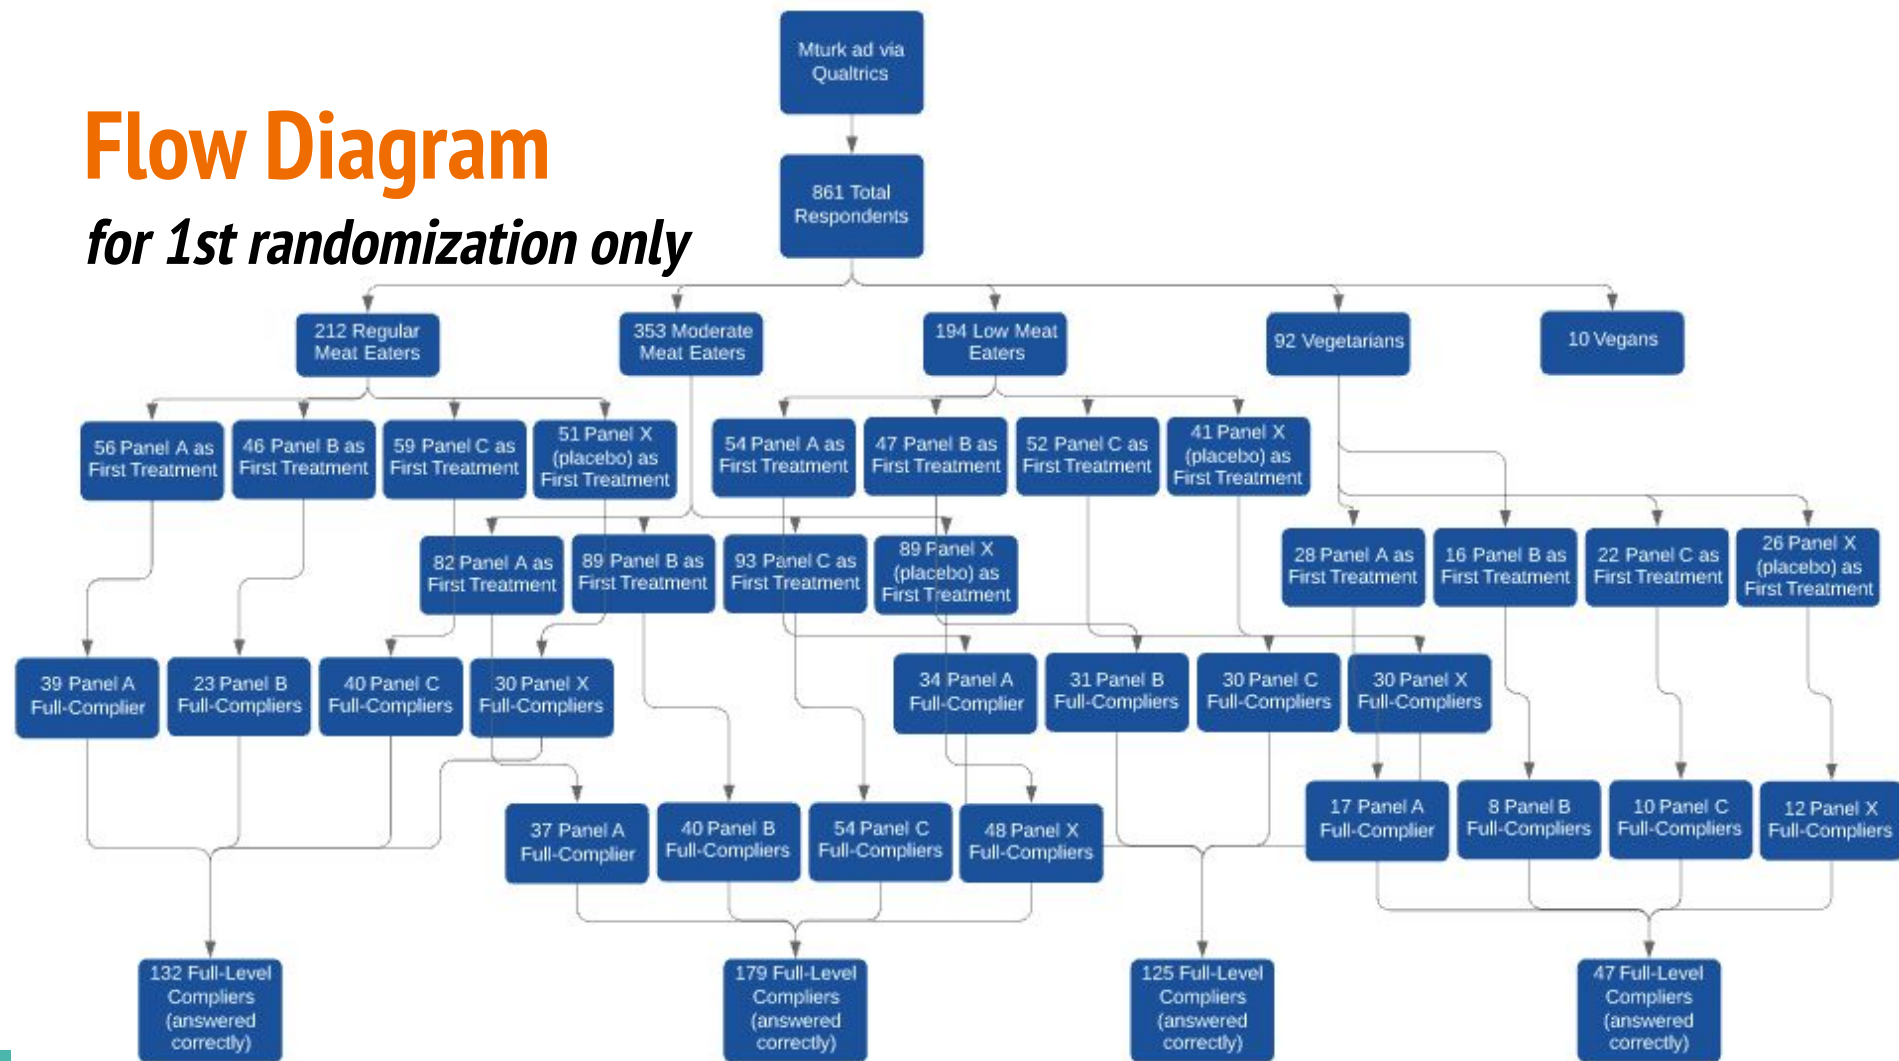 Flow Diagram
for 1st randomization only
Mturk ad via
Qualtrics
861 Total
Respondents
212 Regular
Meat Eaters
353 Moderate
Meat Eaters
194 Low Meat
Eaters
92 Vegetarians
10 Vegans
56 Panel A as
First Treatment
46 Panel B as
First Treatment
59 Panel C as
First Treatment
51 Panel X
(placebo) as
First Treatment
54 Panel A as
First Treatment
47 Panel B as
First Treatment
52 Panel C as
First Treatment
41 Panel X
(placebo) as
First Treatment
82 Panel A as
First Treatment
89 Panel B as
First Treatment
93 Panel C as
First Treatment
89 Panel X
(placebo) as
First Treatment
28 Panel A as
First Treatment
16 Panel B as
First Treatment
22 Panel C as
First Treatment
26 Panel X
(placebo) as
First Treatment
39 Panel A
Full-Complier
23 Panel B
Full-Compliers
40 Panel C
Full-Compliers
30 Panel X
Full-Compliers
34 Panel A
Full-Complier
31 Panel B
Full-Compliers
30 Panel C
Full-Compliers
30 Panel X
Full-Compliers
37 Panel A
Full-Complier
40 Panel B
Full-Compliers
54 Panel C
Full-Compliers
48 Panel X
Full-Compliers
17 Panel A
Full-Complier
8 Panel B
Full-Compliers
10 Panel C
Full-Compliers
12 Panel X
Full-Compliers
132 Full-Level
Compliers
(answered
correctly)
179 Full-Level
Compliers
(answered
correctly)
125 Full-Level
Compliers
(answered
correctly)
47 Full-Level
Compliers
(answered
correctly)